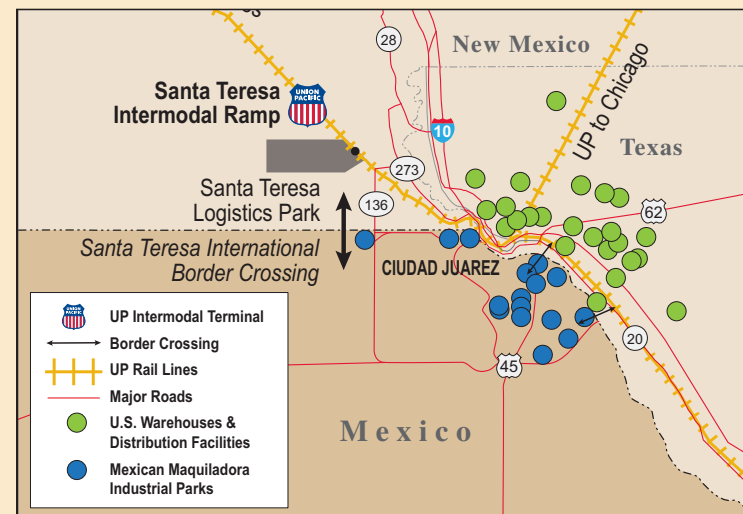 New Mexico
28
Santa Teresa
Intermodal Ramp
UNION
PACIFIC
10
UP to Chicago
Texas
273
Santa Teresa
Logistics Park
136
62
Santa Teresa International
Border Crossing
CIUDAD JUAREZ
20
45
Mexico
UNION
PACIFIC
UP Intermodal Terminal
Border Crossing
UP Rail Lines
Major Roads
U.S. Warehouses &
Distribution Facilities
Mexican Maquiladora
Industrial Parks